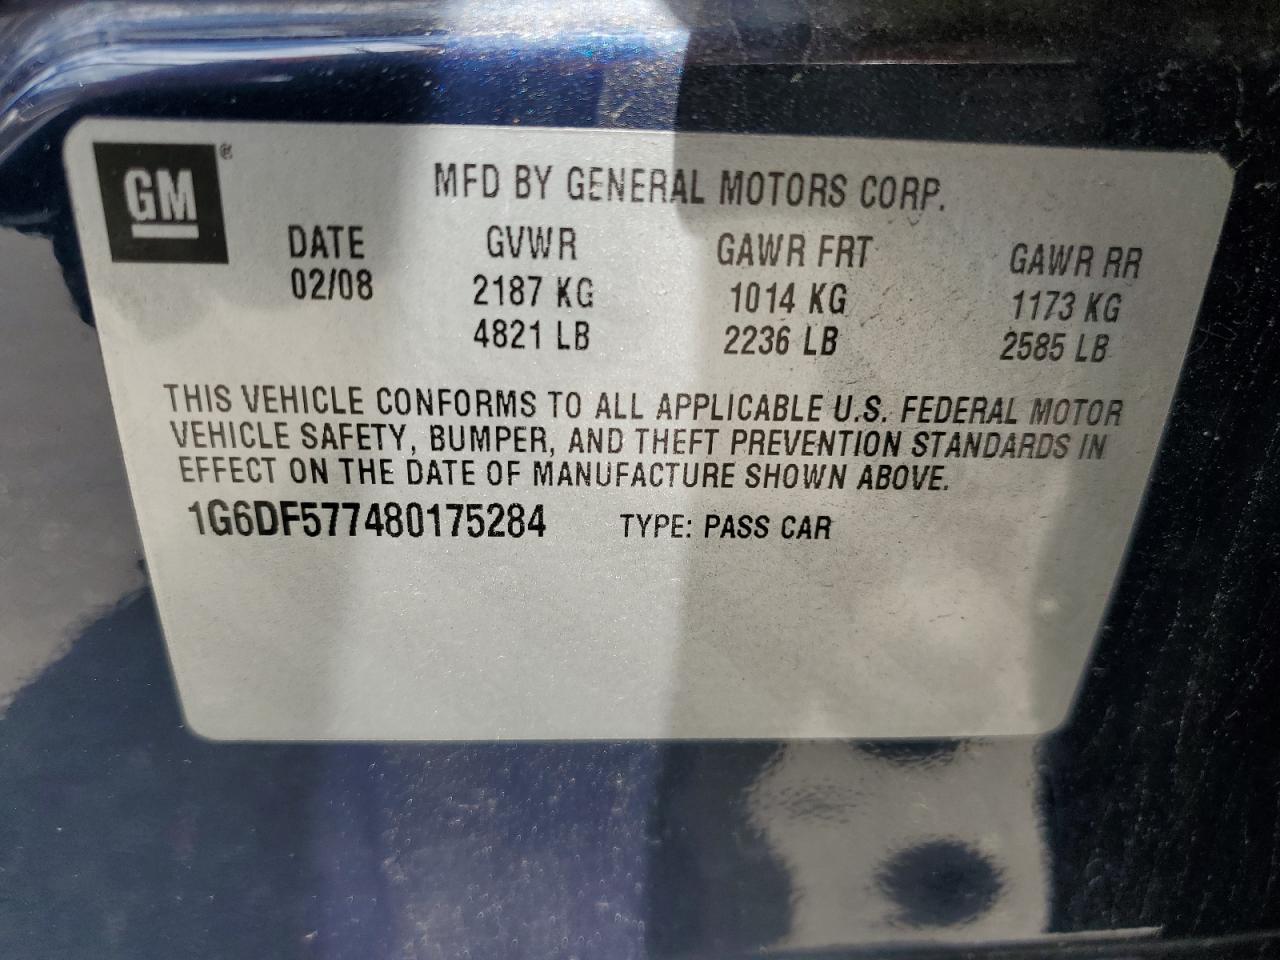 GM®
MFD BY GENERAL MOTORS CORP.
DATE GVWR GAWR FRT GAWR RR
02/08 2187 KG 1014 KG 1173 KG
4821 LB 2236 LB 2585 LB
THIS VEHICLE CONFORMS TO ALL APPLICABLE U.S. FEDERAL MOTOR
VEHICLE SAFETY, BUMPER, AND THEFT PREVENTION STANDARDS IN
EFFECT ON THE DATE OF MANUFACTURE SHOWN ABOVE.
1G6DF577480175284 TYPE: PASS CAR